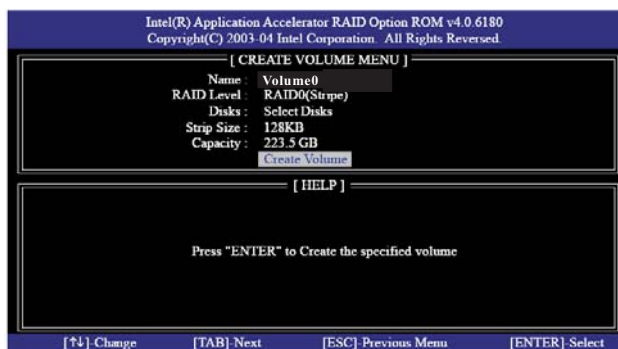 Intel(R) Application Accelerator RAID Option ROM v4.0.6180
Copyright(C) 2003-04 Intel Corporation. All Rights Reversed.
[ CREATE VOLUME MENU ]
Name : Volume0
RAID Level : RAID0(Stripe)
Disks : Select Disks
Strip Size : 128KB
Capacity : 223.5 GB
Create Volume
[ HELP ]
Press "ENTER" to Create the specified volume
[↑↓]-Change [TAB]-Next [ESC]-Previous Menu [ENTER]-Select